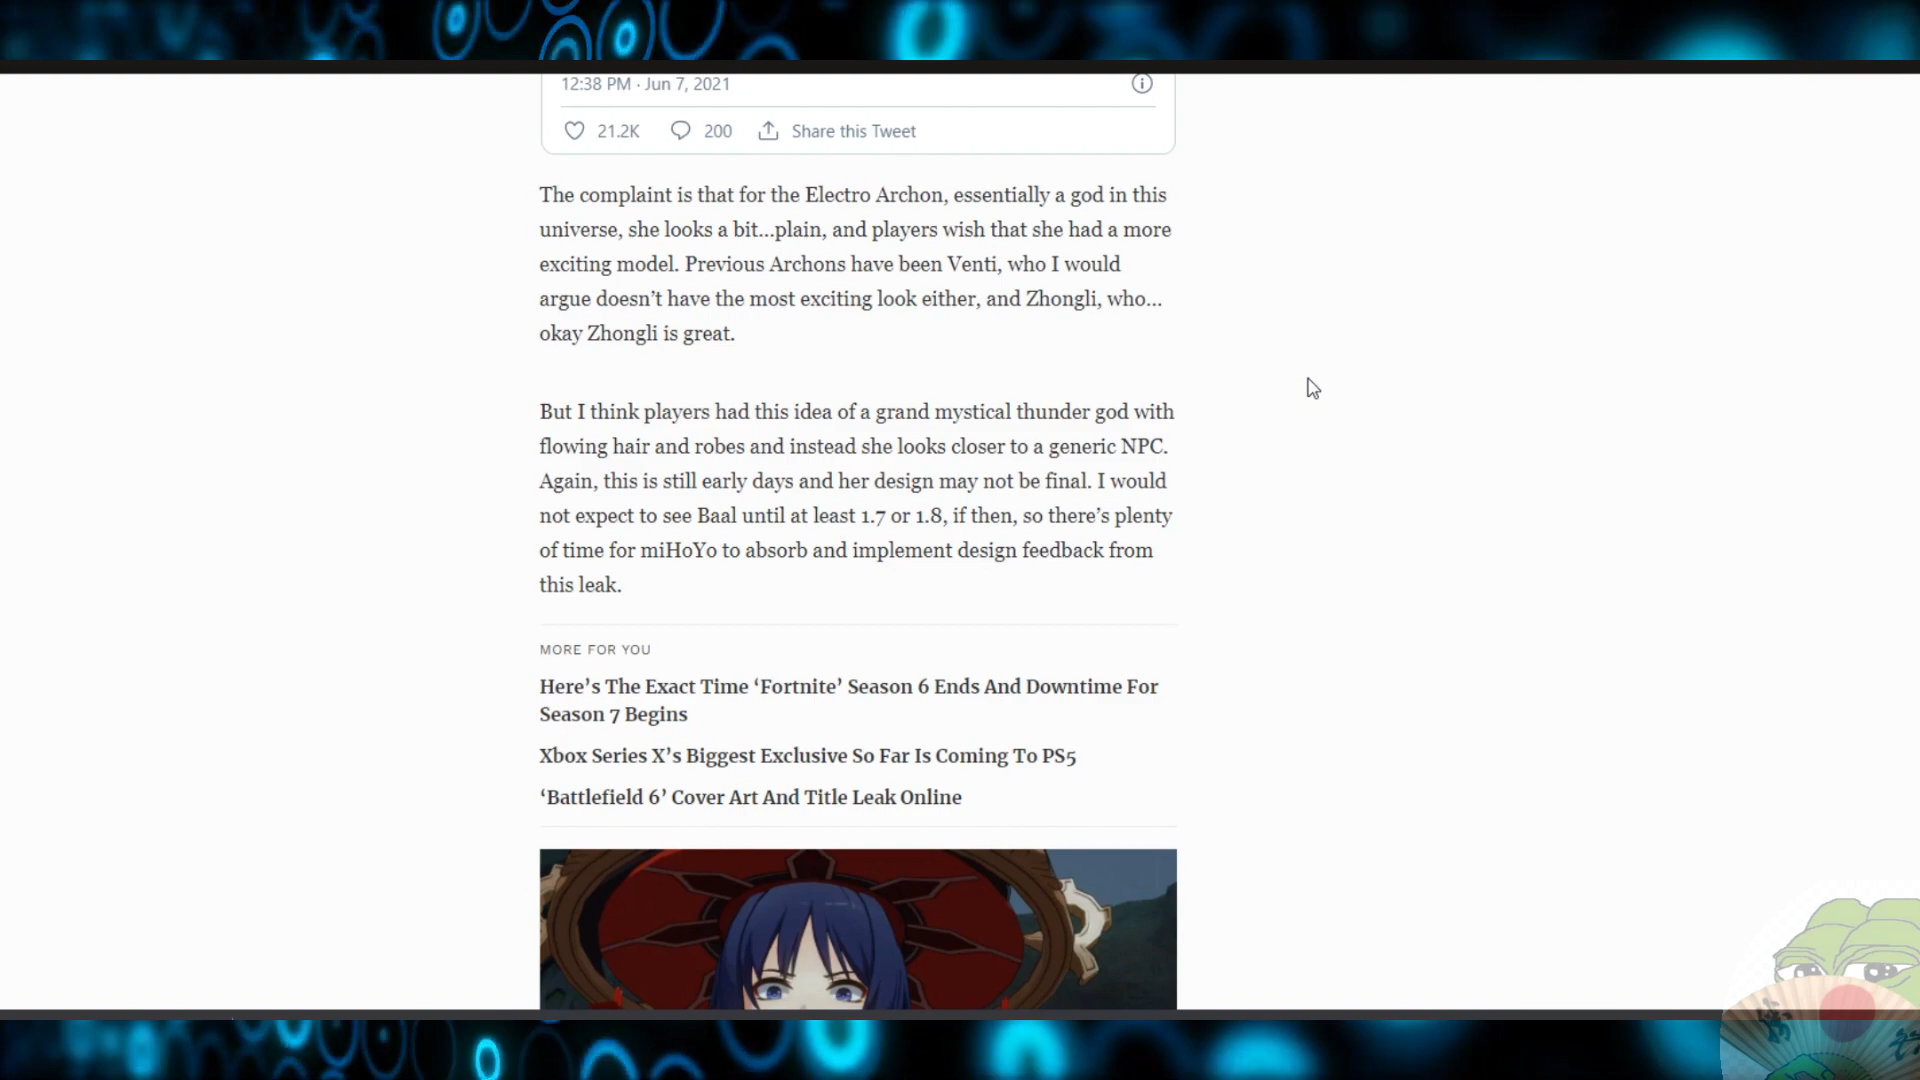 12:38 PM · Jun 7, 2021
21.2K 200 Share this Tweet
The complaint is that for the Electro Archon, essentially a god in this
universe, she looks a bit...plain, and players wish that she had a more
exciting model. Previous Archons have been Venti, who I would
argue doesn’t have the most exciting look either, and Zhongli, who...
okay Zhongli is great.
But I think players had this idea of a grand mystical thunder god with
flowing hair and robes and instead she looks closer to a generic NPC.
Again, this is still early days and her design may not be final. I would
not expect to see Baal until at least 1.7 or 1.8, if then, so there’s plenty
of time for miHoYo to absorb and implement design feedback from
this leak.
MORE FOR YOU
Here’s The Exact Time ‘Fortnite’ Season 6 Ends And Downtime For
Season 7 Begins
Xbox Series X’s Biggest Exclusive So Far Is Coming To PS5
‘Battlefield 6’ Cover Art And Title Leak Online